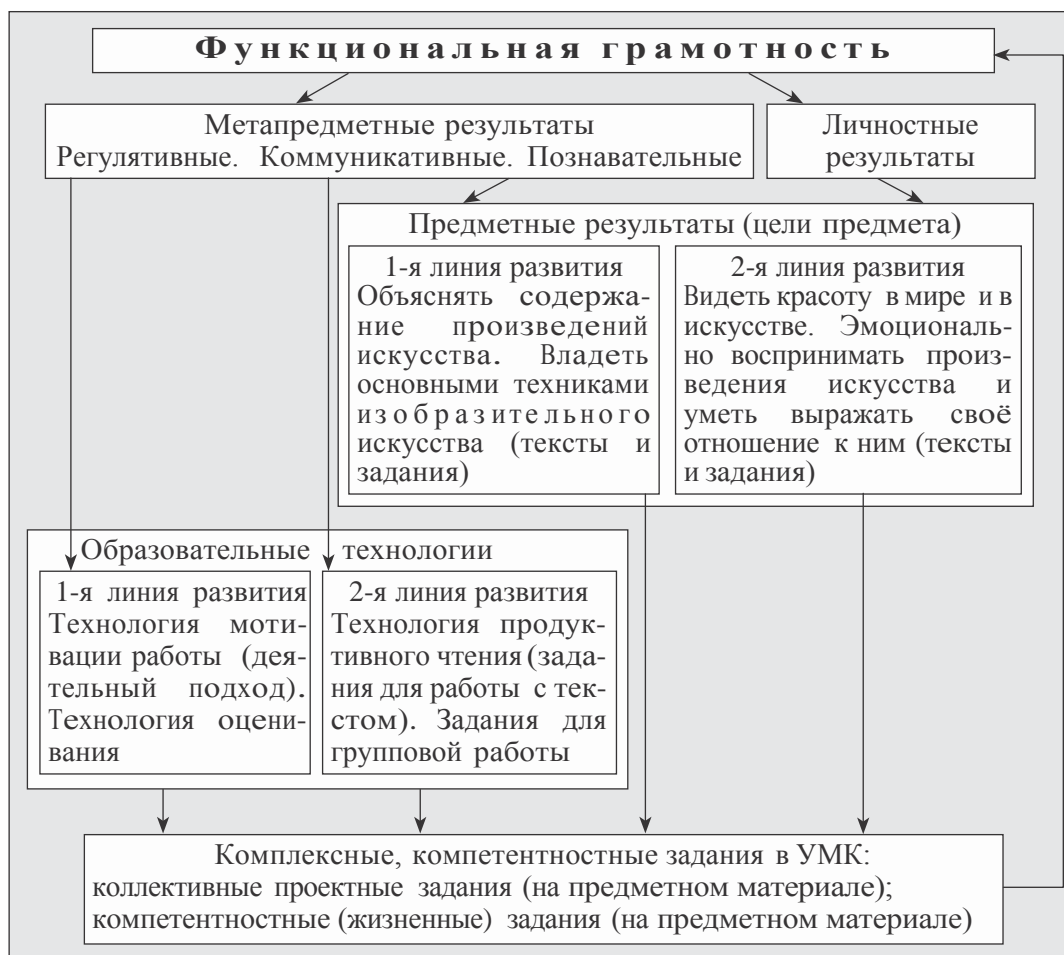 Функциональная грамотность
Метапредметные результаты
Регулятивные. Коммуникативные. Познавательные
Личностные
результаты
Предметные результаты (цели предмета)
1-я линия развития
Объяснять содержа-
ние произведений
искусства. Владеть
основными техниками
изобразительного
искусства (тексты и
задания)
2-я линия развития
Видеть красоту в мире и в
искусстве. Эмоциональ-
но воспринимать произ-
ведения искусства и
уметь выражать своё
отношение к ним (тексты
и задания)
Образовательные технологии
1-я линия развития
Технология моти-
вации работы (дея-
тельный подход).
Технология оцени-
вания
2-я линия развития
Технология продук-
тивного чтения (зада-
ния для работы с тек-
стом). Задания для
групповой работы
Комплексные, компетентностные задания в УМК:
коллективные проектные задания (на предметном материале);
компетентностные (жизненные) задания (на предметном материале)